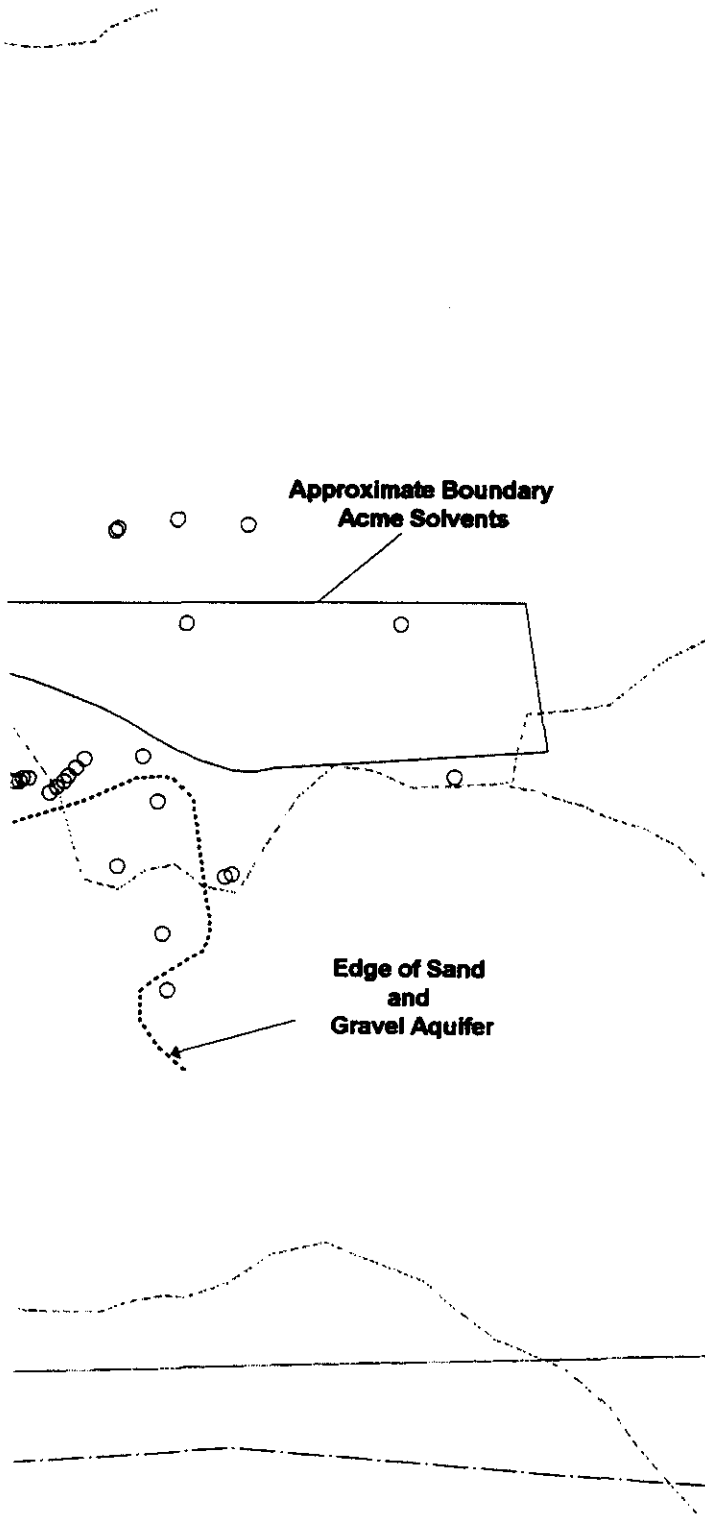 Approximate Boundary
Acme Solvents
Edge of Sand
and
Gravel Aquifer